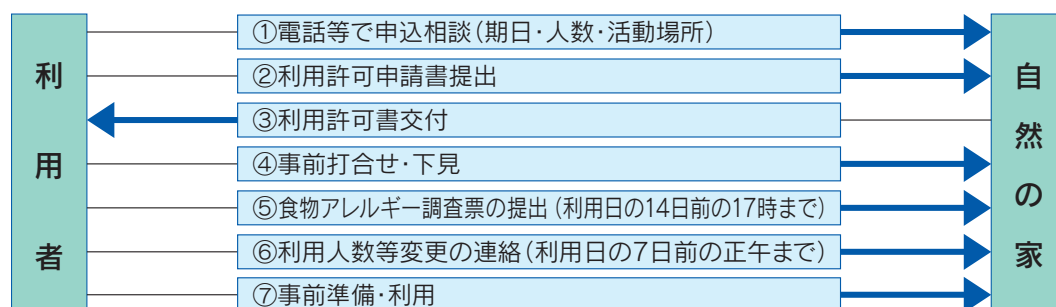 利用者
①電話等で申込相談(期日・人数・活動場所)
②利用許可申請書提出
③利用許可書交付
④事前打合せ・下見
⑤食物アレルギー調査票の提出(利用日の14日前の17時まで)
⑥利用人数等変更の連絡(利用日の7日前の正午まで)
⑦事前準備・利用
自然の家